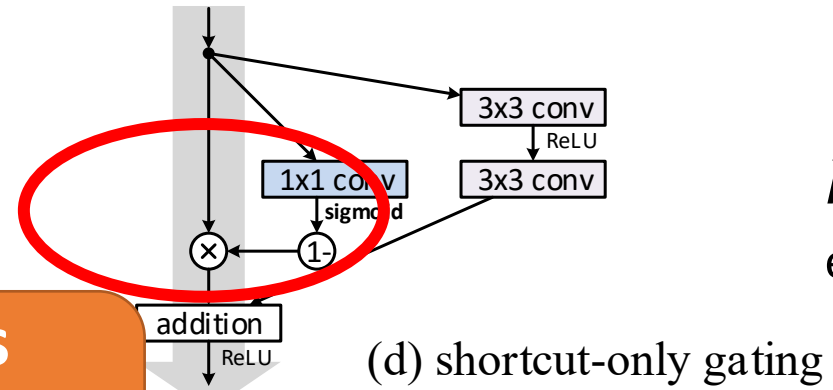 3x3 conv
ReLU
1x1 conv
3x3 conv
sigmoid
×
1-
addition
ReLU
(d) shortcut-only gating